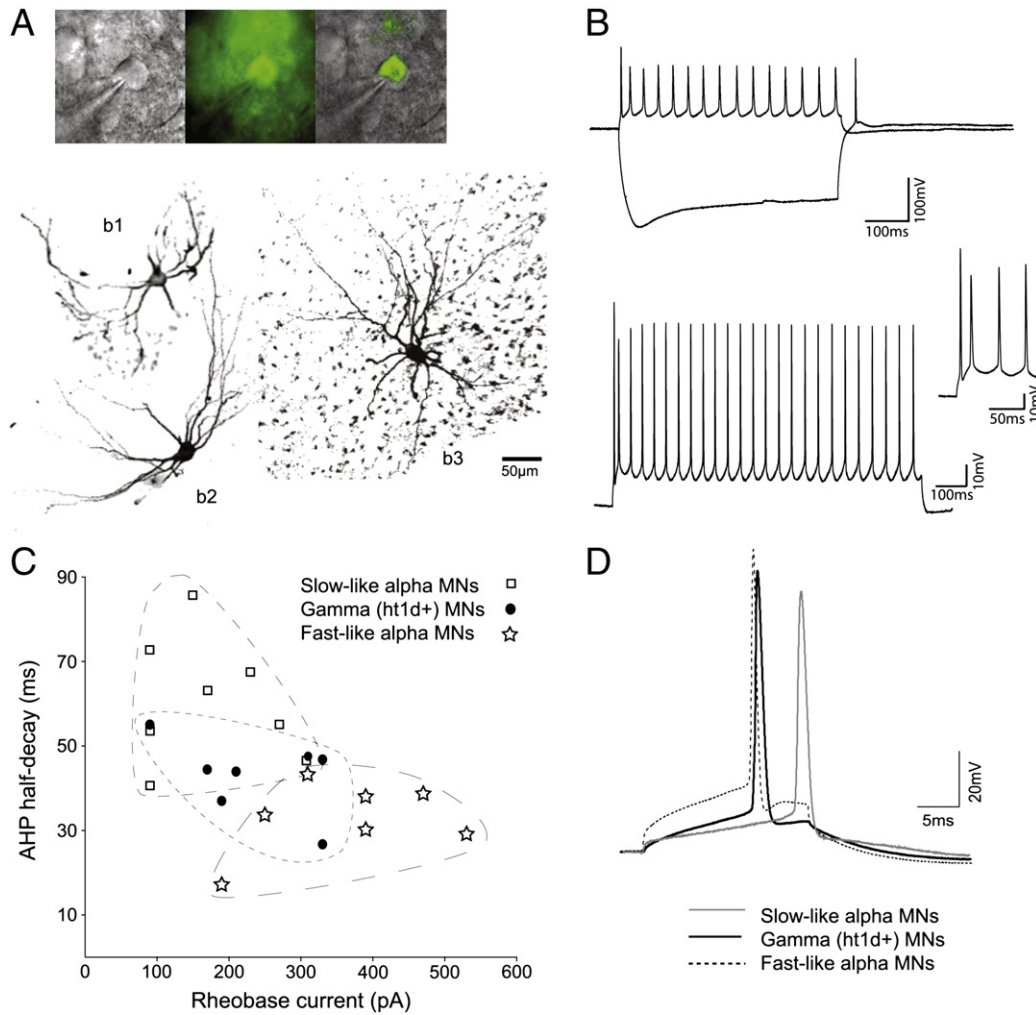 A
b1
b2
b3
50µm
B
100mV
100ms
50ms
10mV
100ms
10mV
C
90
70
50
30
10
AHP half-decay (ms)
0
100
200
300
400
500
600
Rheobase current (pA)
Slow-like alpha MNs
Gamma (ht1d+) MNs
Fast-like alpha MNs
D
20mV
5ms
Slow-like alpha MNs
Gamma (ht1d+) MNs
Fast-like alpha MNs